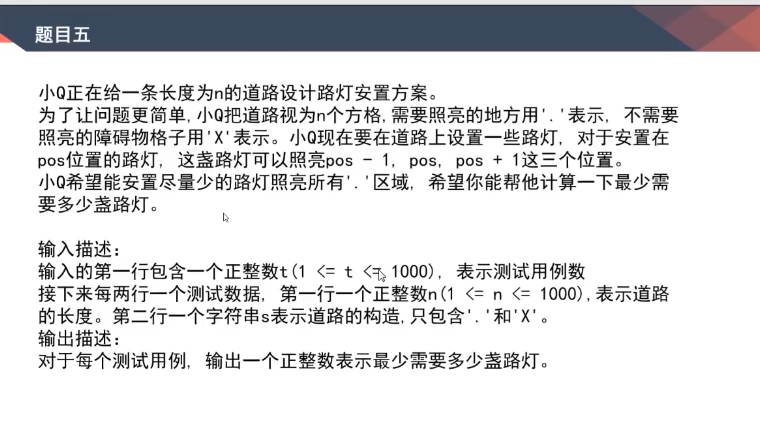 题目五
小Q正在给一条长度为n的道路设计路灯安置方案。
为了让问题更简单,小Q把道路视为n个方格,需要照亮的地方用'.'表示, 不需要
照亮的障碍物格子用'X'表示。小Q现在要在道路上设置一些路灯, 对于安置在
pos位置的路灯, 这盏路灯可以照亮pos - 1, pos, pos + 1这三个位置。
小Q希望能安置尽量少的路灯照亮所有'.'区域, 希望你能帮他计算一下最少需
要多少盏路灯。
输入描述:
输入的第一行包含一个正整数t(1 <= t <= 1000), 表示测试用例数
接下来每两行一个测试数据, 第一行一个正整数n(1 <= n <= 1000),表示道路
的长度。第二行一个字符串s表示道路的构造,只包含'.'和'X'。
输出描述:
对于每个测试用例, 输出一个正整数表示最少需要多少盏路灯。